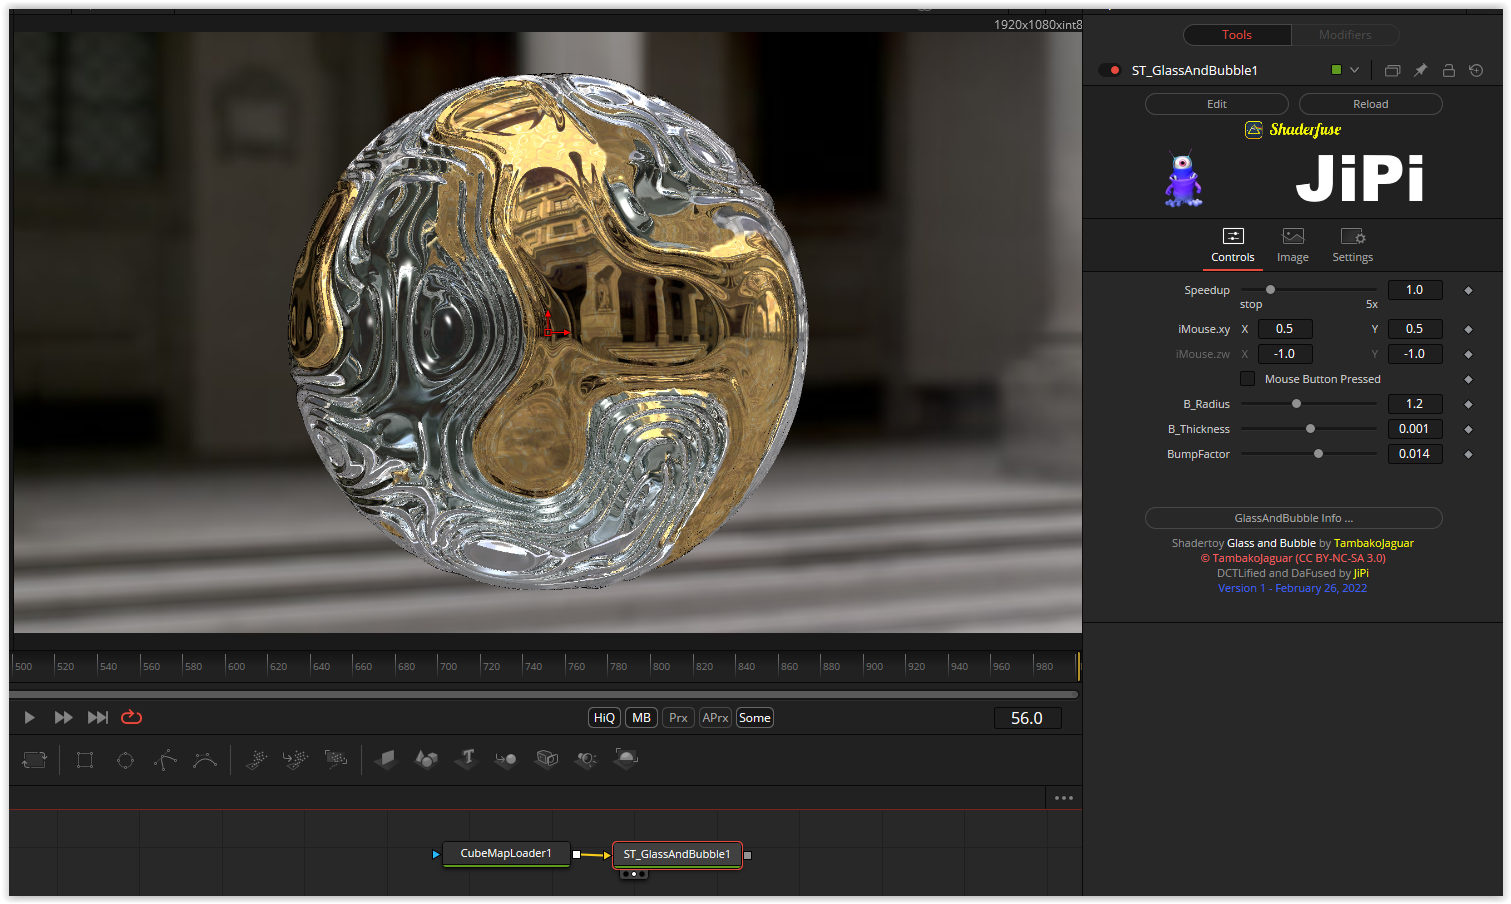 1920x1080xint8
Tools
Modifiers
ST_GlassAndBubble1
Edit
Reload
Shaderfuse
JiPi
Controls
Image
Settings
Speedup
1.0
stop
5x
iMouse.xy X 0.5 Y 0.5
iMouse.zw X -1.0 Y -1.0
Mouse Button Pressed
B_Radius 1.2
B_Thickness 0.001
BumpFactor 0.014
GlassAndBubble Info ...
Shadertoy Glass and Bubble by TambakoJaguar
© TambakoJaguar (CC BY-NC-SA 3.0)
DCTLified and DaFused by JiPi
Version 1 - February 26, 2022
500 520 540 560 580 600 620 640 660 680 700 720 740 760 780 800 820 840 860 880 900 920 940 960 980
HiQ MB Prx APrx Some
56.0
CubeMapLoader1
ST_GlassAndBubble1